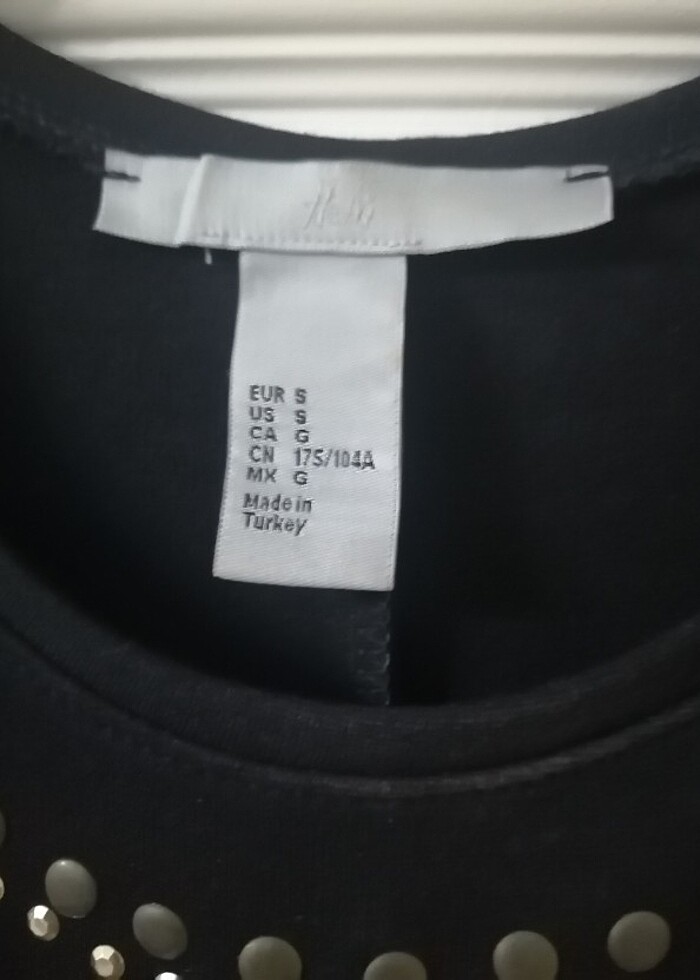 EUR S
US S
CA G
CN 175/104A
MX G
Made in
Turkey